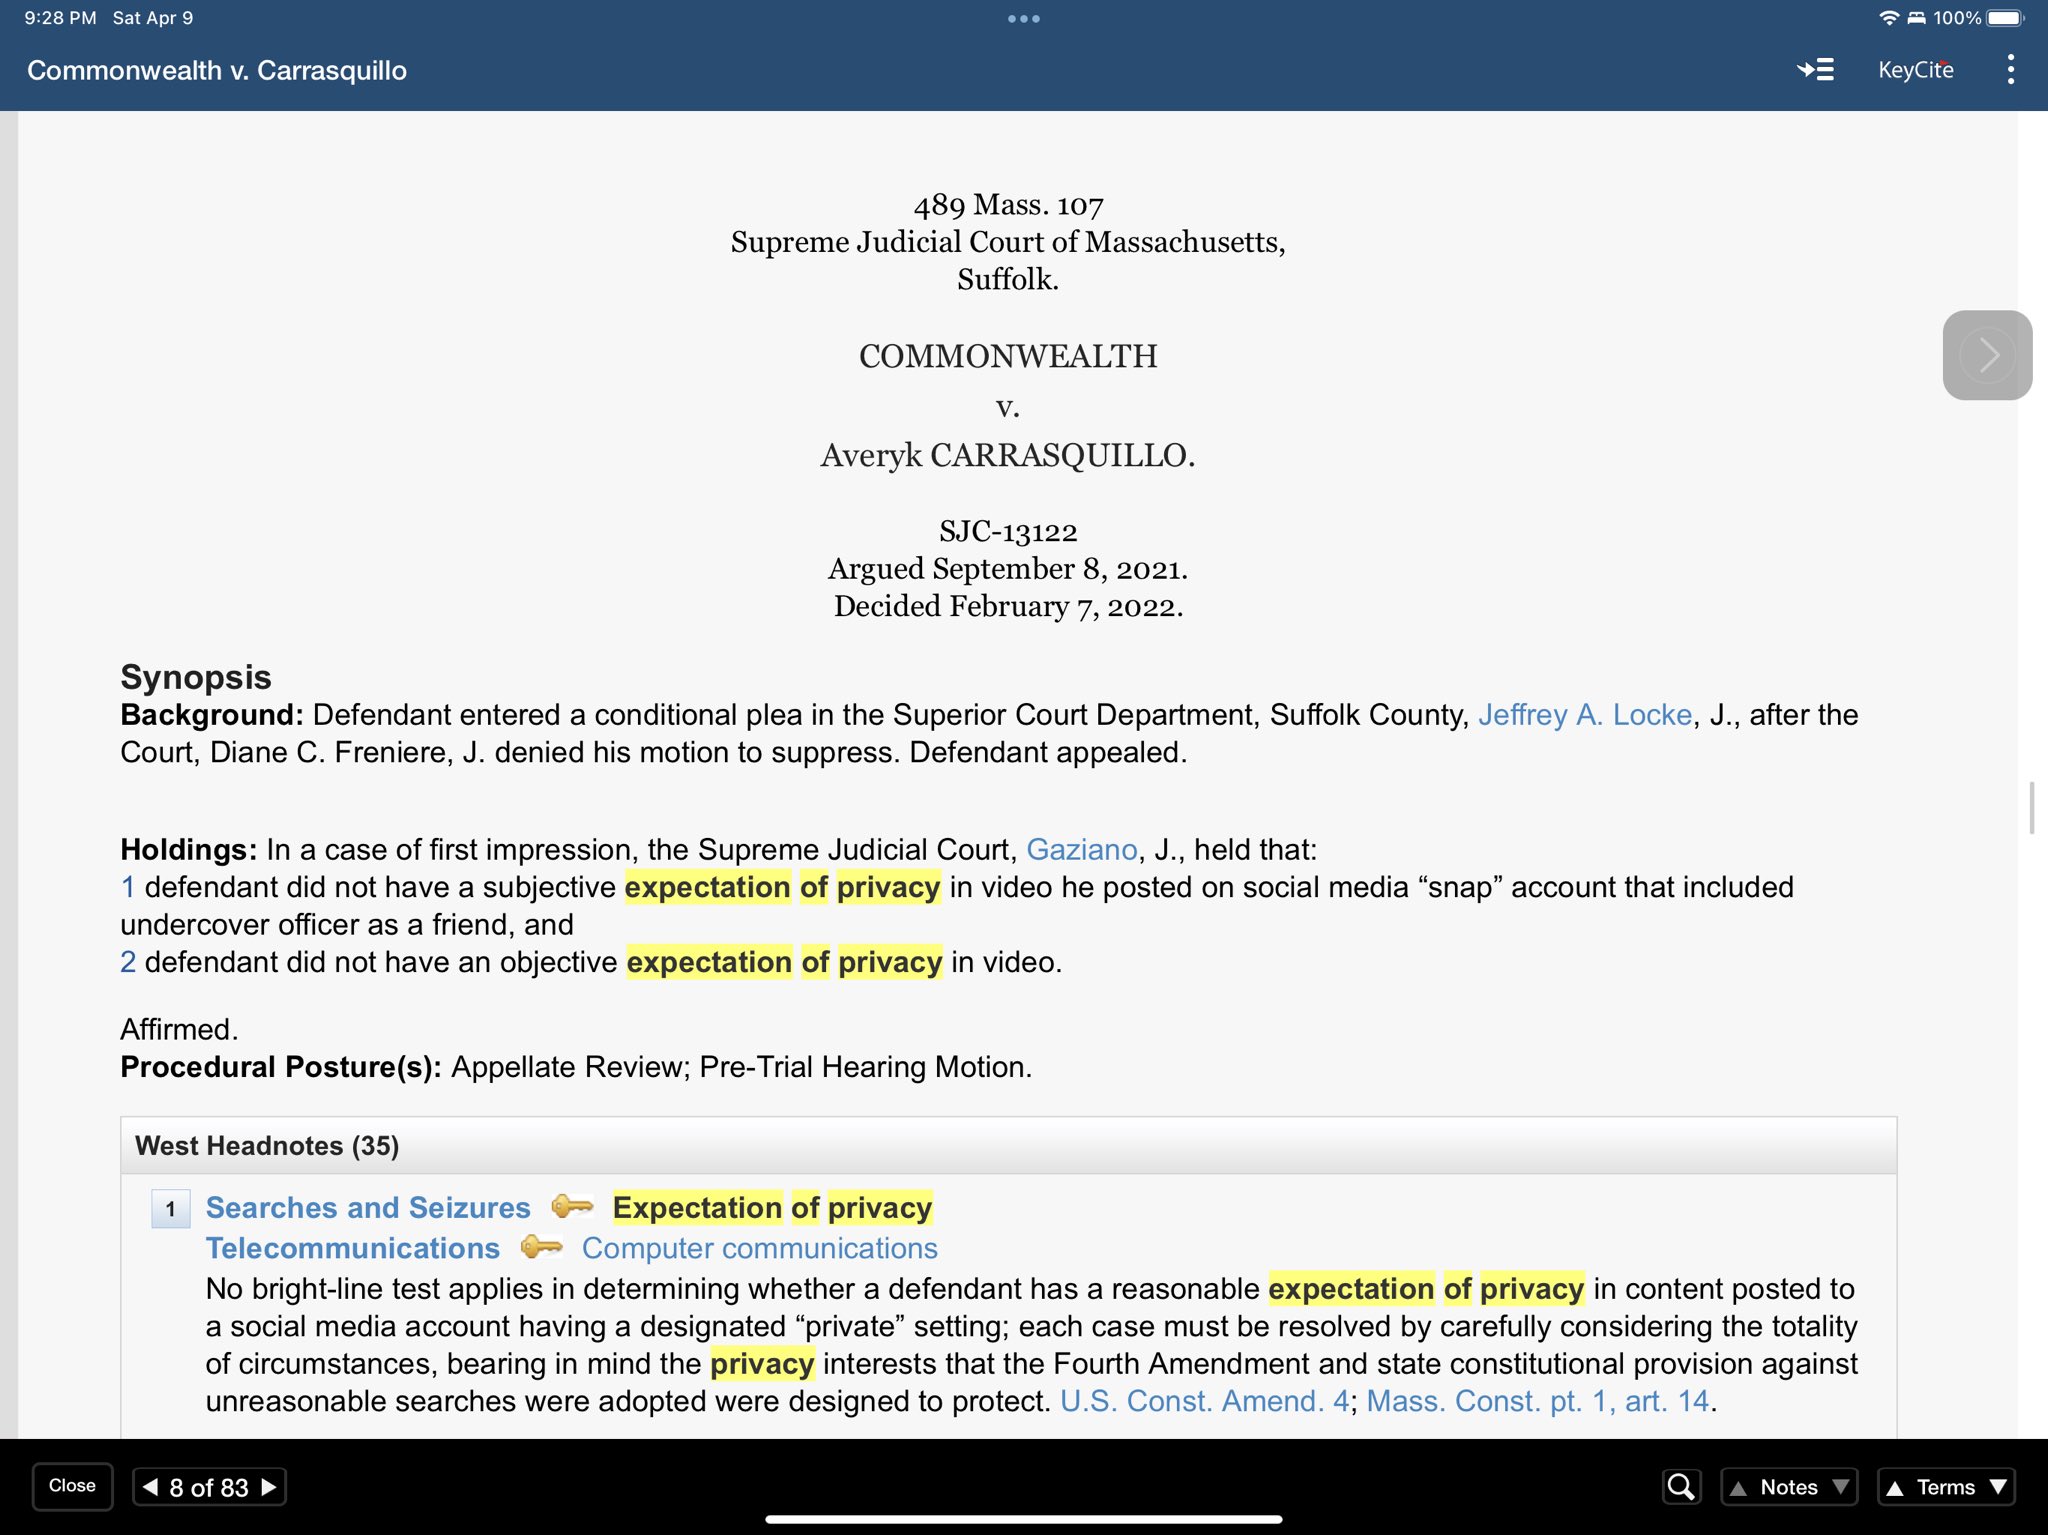 9:28 PM Sat Apr 9
100%
Commonwealth v. Carrasquillo
KeyCite
489 Mass. 107
Supreme Judicial Court of Massachusetts,
Suffolk.
COMMONWEALTH
v.
Averyk CARRASQUILLO.
SJC-13122
Argued September 8, 2021.
Decided February 7, 2022.
Synopsis
Background: Defendant entered a conditional plea in the Superior Court Department, Suffolk County, Jeffrey A. Locke, J., after the
Court, Diane C. Freniere, J. denied his motion to suppress. Defendant appealed.
Holdings: In a case of first impression, the Supreme Judicial Court, Gaziano, J., held that:
1 defendant did not have a subjective expectation of privacy in video he posted on social media “snap” account that included
undercover officer as a friend, and
2 defendant did not have an objective expectation of privacy in video.
Affirmed.
Procedural Posture(s): Appellate Review; Pre-Trial Hearing Motion.
West Headnotes (35)
1 Searches and Seizures Expectation of privacy
Telecommunications Computer communications
No bright-line test applies in determining whether a defendant has a reasonable expectation of privacy in content posted to
a social media account having a designated “private” setting; each case must be resolved by carefully considering the totality
of circumstances, bearing in mind the privacy interests that the Fourth Amendment and state constitutional provision against
unreasonable searches were adopted were designed to protect. U.S. Const. Amend. 4; Mass. Const. pt. 1, art. 14.
Close
8 of 83
Notes
Terms